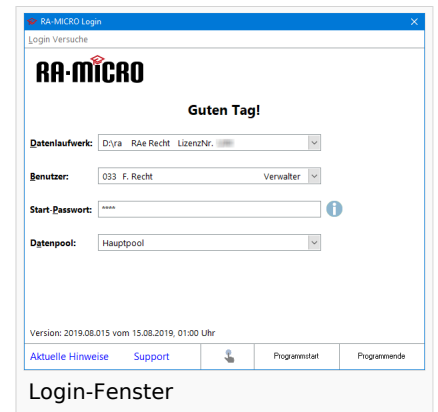 RA-MICRO Login
Login Versuche
RA-MICRO
Guten Tag!
Datenlaufwerk: D:\ra RAe Recht LizenzNr.
Benutzer: 033 F. Recht Verwalter
Start-Passwort: ****
Datenpool: Hauptpool
Version: 2019.08.015 vom 15.08.2019, 01:00 Uhr
Aktuelle Hinweise Support Programmstart Programmende
Login-Fenster